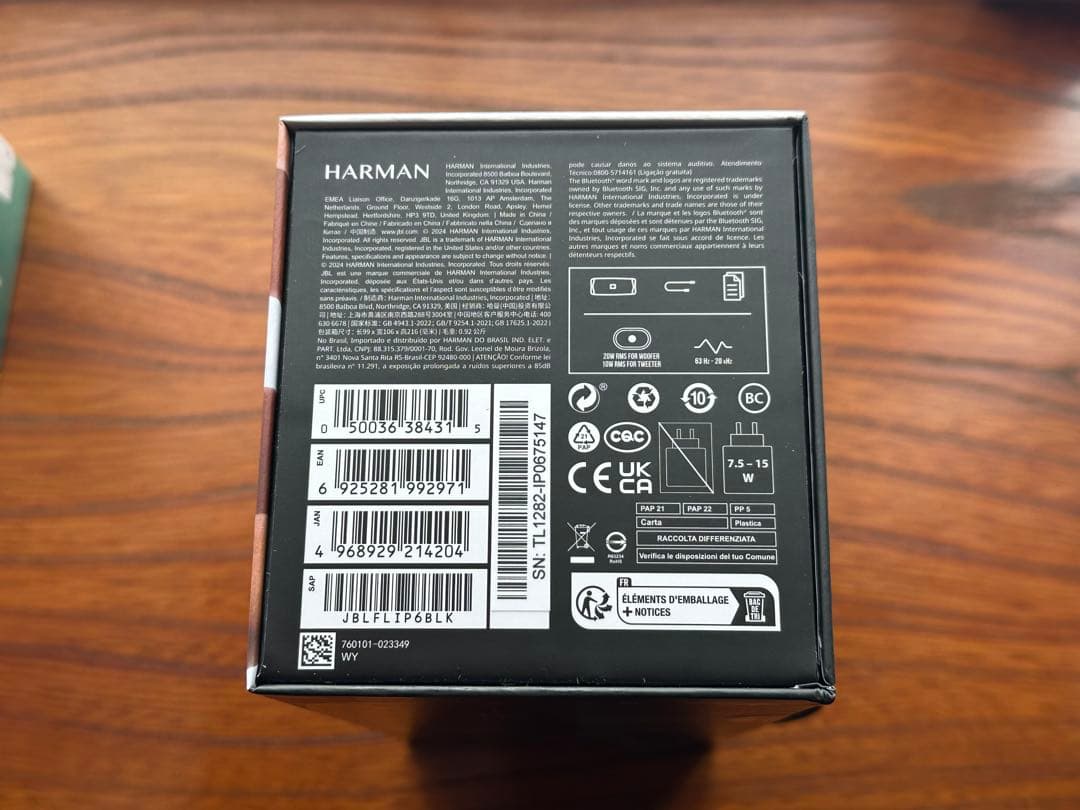 HARMAN
HARMAN International Industries,
Incorporated 8500 Balboa Boulevard,
Northridge, CA 91329 USA. Harman
International Industries, Incorporated
EMEA Liaison Office, Danzigerkade 16G, 1013 AP Amsterdam, The
Netherlands. Ground Floor, Westside 2, London Road, Apsley, Hemel
Hempstead, Hertfordshire, HP3 9TD, United Kingdom. | Made in China /
Fabriqué en Chine / Fabricado en China / Fabbricato nella China / Сделано в
Китае / 中国制造 www.jbl.com © 2024 HARMAN International Industries,
Incorporated. All rights reserved. JBL is a trademark of HARMAN International
Industries, Incorporated, registered in the United States and/or other countries.
Features, specifications and appearance are subject to change without notice. |
© 2024 HARMAN International Industries, Incorporated. Tous droits réservés.
JBL est une marque commerciale de HARMAN International Industries,
Incorporated, déposée aux États-Unis et/ou dans d'autres pays. Les
caractéristiques, les spécifications et l'aspect sont susceptibles d'être modifiés
sans préavis. / 制造商: Harman International Industries, Incorporated | 地址:
8500 Balboa Blvd, Northridge, CA 91329, 美国 | 经销商: 哈曼(中国)投资有限公
司 | 地址: 上海市黄浦区南京西路288号3004室 | 中国地区客户服务中心电话: 400
630 6678 | 国家标准: GB 4943.1-2022; GB/T 9254.1-2021; GB 17625.1-2022 |
包装箱尺寸: 长99 x 宽106 x 高216 (毫米) | 毛重: 0.92 公斤
No Brasil, Importado e distribuido por HARMAN DO BRASIL IND. ELET. e
PART. Ltda, CNPJ: 88.315.379/0001-70, Rod. Gov. Leonel de Moura Brizola,
n° 3401 Nova Santa Rita RS-Brasil-CEP 92480-000 | ATENÇÃO! Conforme lei
brasileira n° 11.291, a exposição prolongada a ruídos superiores a 85dB
pode causar danos ao sistema auditivo. Atendimento
Técnico:0800-5714161 (Ligação gratuita)
The Bluetooth® word mark and logos are registered trademarks
owned by Bluetooth SIG, Inc. and any use of such marks by
HARMAN International Industries, Incorporated is under
license. Other trademarks and trade names are those of their
respective owners. / La marque et les logos Bluetooth® sont
des marques déposées et sont détenues par the Bluetooth SIG,
Inc., et tout usage de ces marques par HARMAN International
Industries, Incorporated se fait sous accord de licence. Les
autres marques et noms commerciaux appartiennent à leurs
détenteurs respectifs.
20W RMS FOR WOOFER
10W RMS FOR TWEETER
63 Hz - 20 kHz
UPC
0 50036 38431 5
EAN
6 925281 992971
JAN
4 968929 214204
SAP
JBLFLIP6BLK
SN: TL1282-IP0675147
760101-023349
WY
®
10
BC
21
PAP
CQC
CE
UK
CA
7.5 – 15
W
PAP 21 PAP 22 PP 5
Carta Plastica
RACCOLTA DIFFERENZIATA
Verifica le disposizioni del tuo Comune
R63234
RoHS
FR
ÉLÉMENTS D'EMBALLAGE
+ NOTICES
BAC
DE
TRI